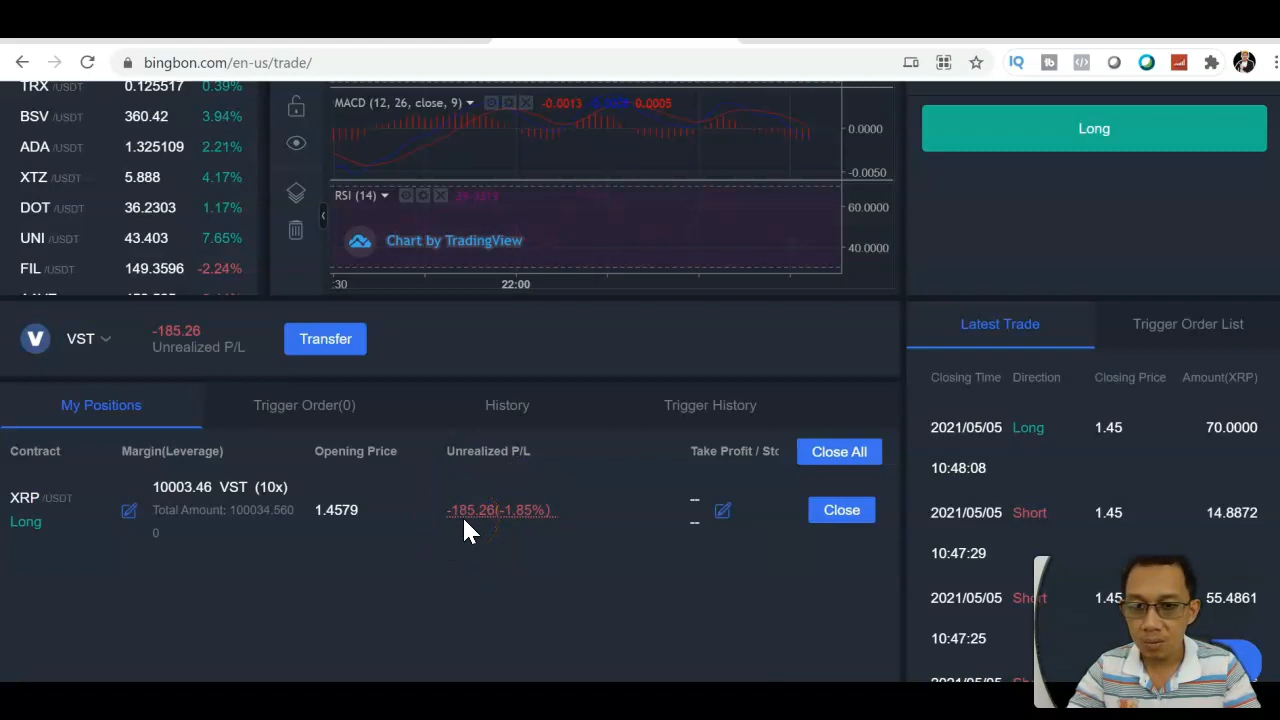 bingbon.com/en-us/trade/
IQ
tb
TRX /USDT 0.125517 0.39%
BSV /USDT 360.42 3.94%
ADA /USDT 1.325109 2.21%
XTZ /USDT 5.888 4.17%
DOT /USDT 36.2303 1.17%
UNI /USDT 43.403 7.65%
FIL /USDT 149.3596 -2.24%
MACD (12, 26, close, 9) -0.0013 0.0005
0.0000
-0.0050
RSI (14)
60.0000
40.0000
Chart by TradingView
:30 22:00
Long
V VST -185.26
Unrealized P/L
Transfer
Latest Trade Trigger Order List
Closing Time Direction Closing Price Amount(XRP)
2021/05/05 Long 1.45 70.0000
10:48:08
2021/05/05 Short 1.45 14.8872
10:47:29
2021/05/05 Short 1.45 55.4861
10:47:25
My Positions Trigger Order(0) History Trigger History
Contract Margin(Leverage) Opening Price Unrealized P/L Take Profit / Stc Close All
XRP /USDT
Long
10003.46 VST (10x)
Total Amount: 100034.560
0
1.4579
-185.26(-1.85%)
--
--
Close